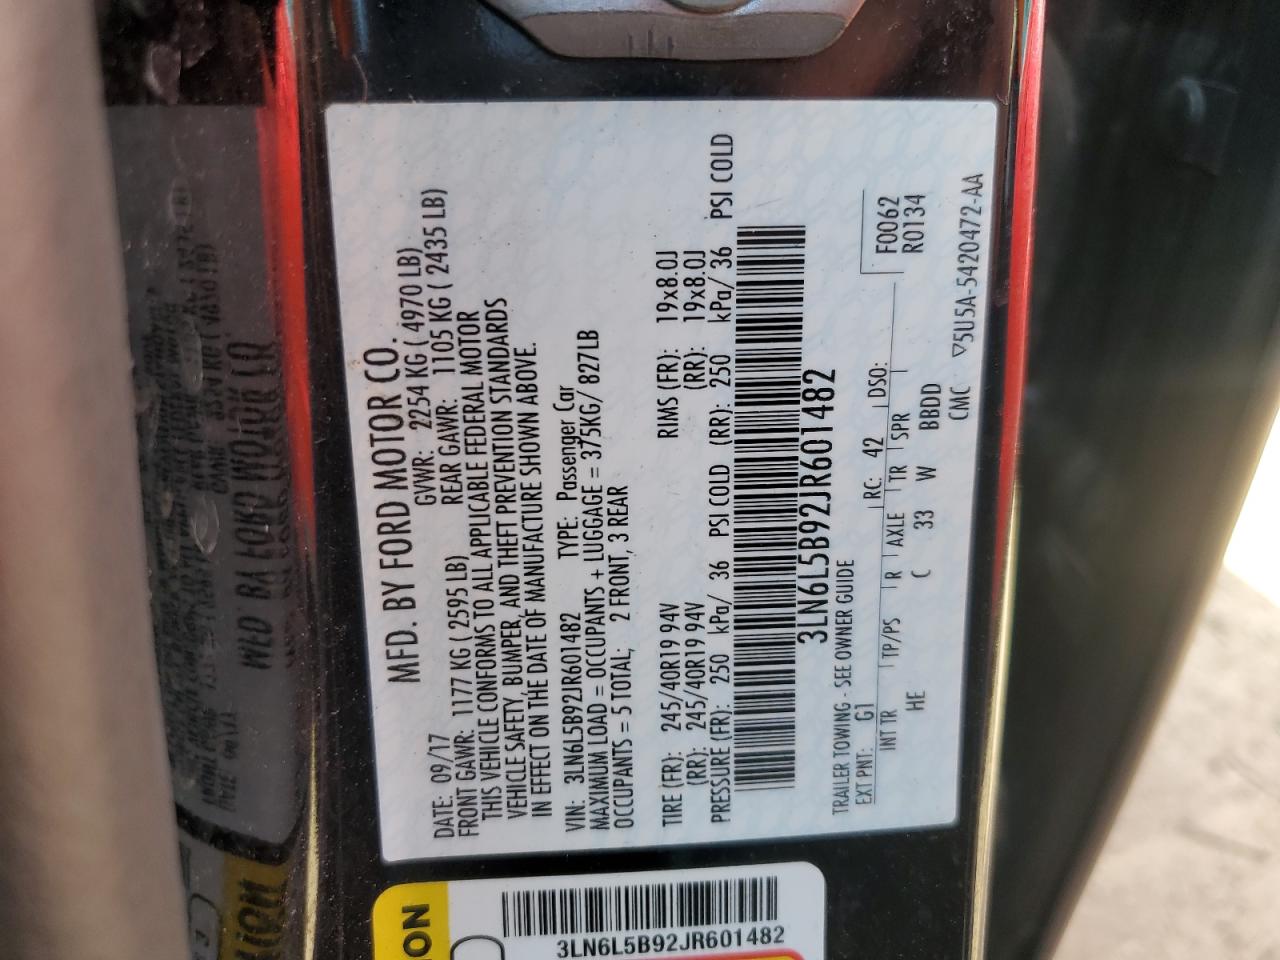 MFD. BY FORD MOTOR CO.
DATE: 09/17 GVWR: 2254 KG ( 4970 LB)
FRONT GAWR: 1177 KG ( 2595 LB) REAR GAWR: 1105 KG ( 2435 LB)
THIS VEHICLE CONFORMS TO ALL APPLICABLE FEDERAL MOTOR
VEHICLE SAFETY, BUMPER, AND THEFT PREVENTION STANDARDS
IN EFFECT ON THE DATE OF MANUFACTURE SHOWN ABOVE.
VIN: 3LN6L5B92JR601482 TYPE: Passenger Car
MAXIMUM LOAD = OCCUPANTS + LUGGAGE = 375KG/ 827LB
OCCUPANTS = 5 TOTAL; 2 FRONT, 3 REAR
TIRE (FR): 245/40R19 94V RIMS (FR): 19x8.0J
(RR): 245/40R19 94V (RR): 19x8.0J
PRESSURE (FR): 250 kPa/ 36 PSI COLD (RR): 250 kPa/ 36 PSI COLD
3LN6L5B92JR601482
TRAILER TOWING - SEE OWNER GUIDE
EXT PNT: G1 RC: 42 DSO: F0062
R0134
INT TR TP/PS R AXLE TR SPR
HE C 33 W BBDD
CMC ▽5U5A-5420472-AA
ION
3LN6L5B92JR601482